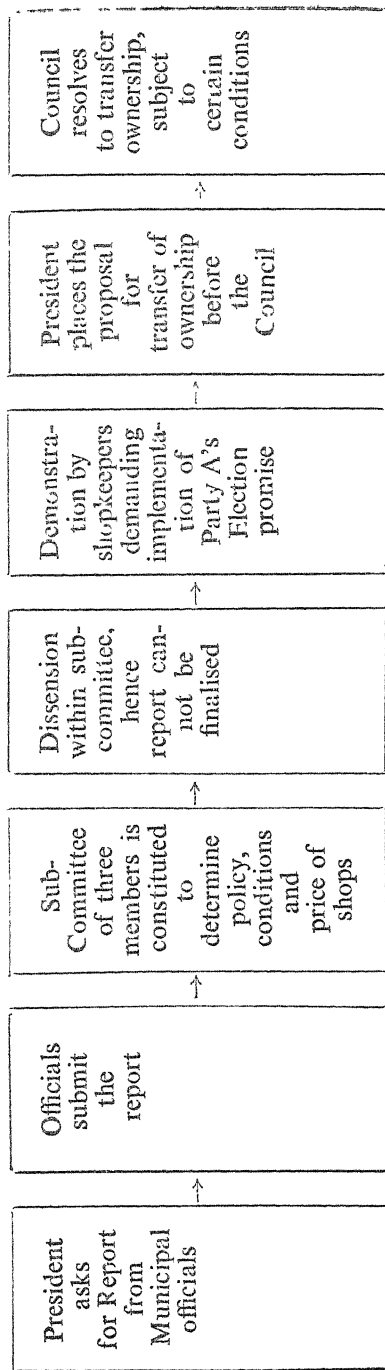 President
asks
for Report
from
Municipal
officials
Officials
submit
the
report
Sub-
Committee
of three
members is
constituted
to
determine
policy,
conditions
and
price of
shops
Dissension
within sub-
committee,
hence
report can-
not be
finalised
Demonstra-
tion by
shopkeepers
demanding
implementa-
tion of
Party A's
Election
promise
President
places the
proposal
for
transfer of
ownership
before
the
Council
Council
resolves
to transfer
ownership,
subject
to
certain
conditions